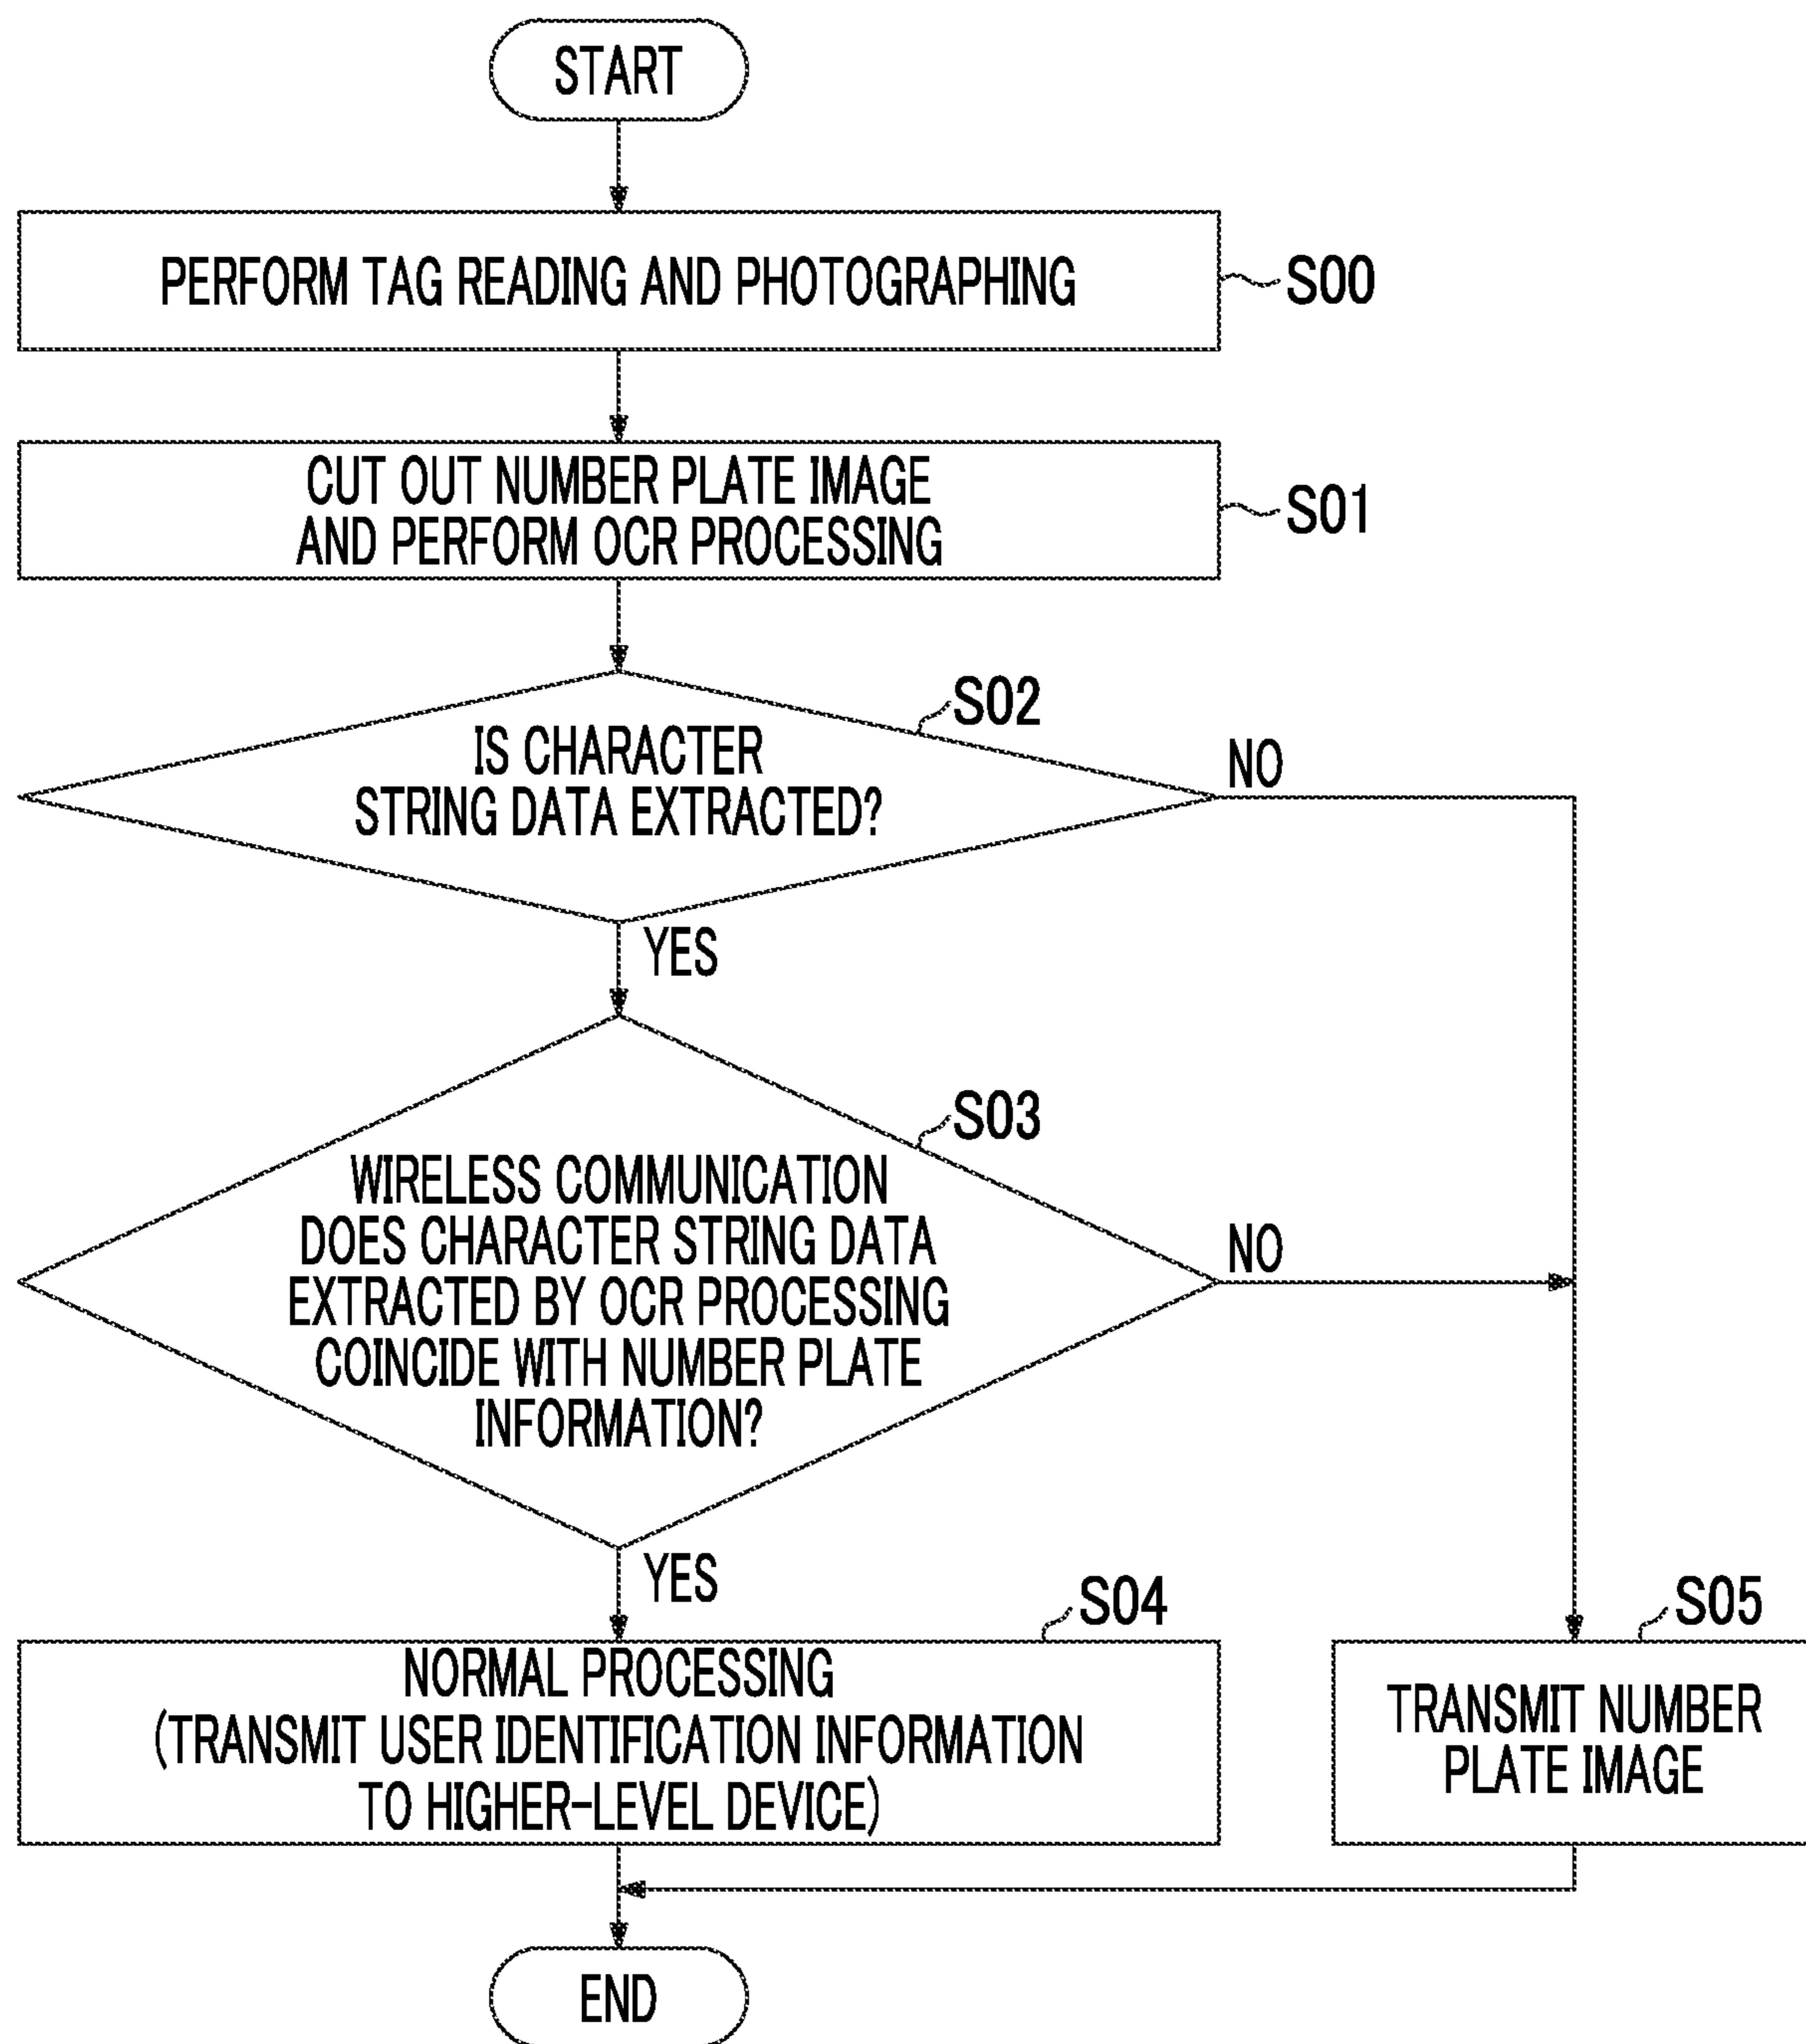 START
PERFORM TAG READING AND PHOTOGRAPHING
S00
CUT OUT NUMBER PLATE IMAGE
AND PERFORM OCR PROCESSING
S01
S02
IS CHARACTER
STRING DATA EXTRACTED?
NO
YES
S03
WIRELESS COMMUNICATION
DOES CHARACTER STRING DATA
EXTRACTED BY OCR PROCESSING
COINCIDE WITH NUMBER PLATE
INFORMATION?
NO
YES
S04
NORMAL PROCESSING
(TRANSMIT USER IDENTIFICATION INFORMATION
TO HIGHER-LEVEL DEVICE)
S05
TRANSMIT NUMBER
PLATE IMAGE
END